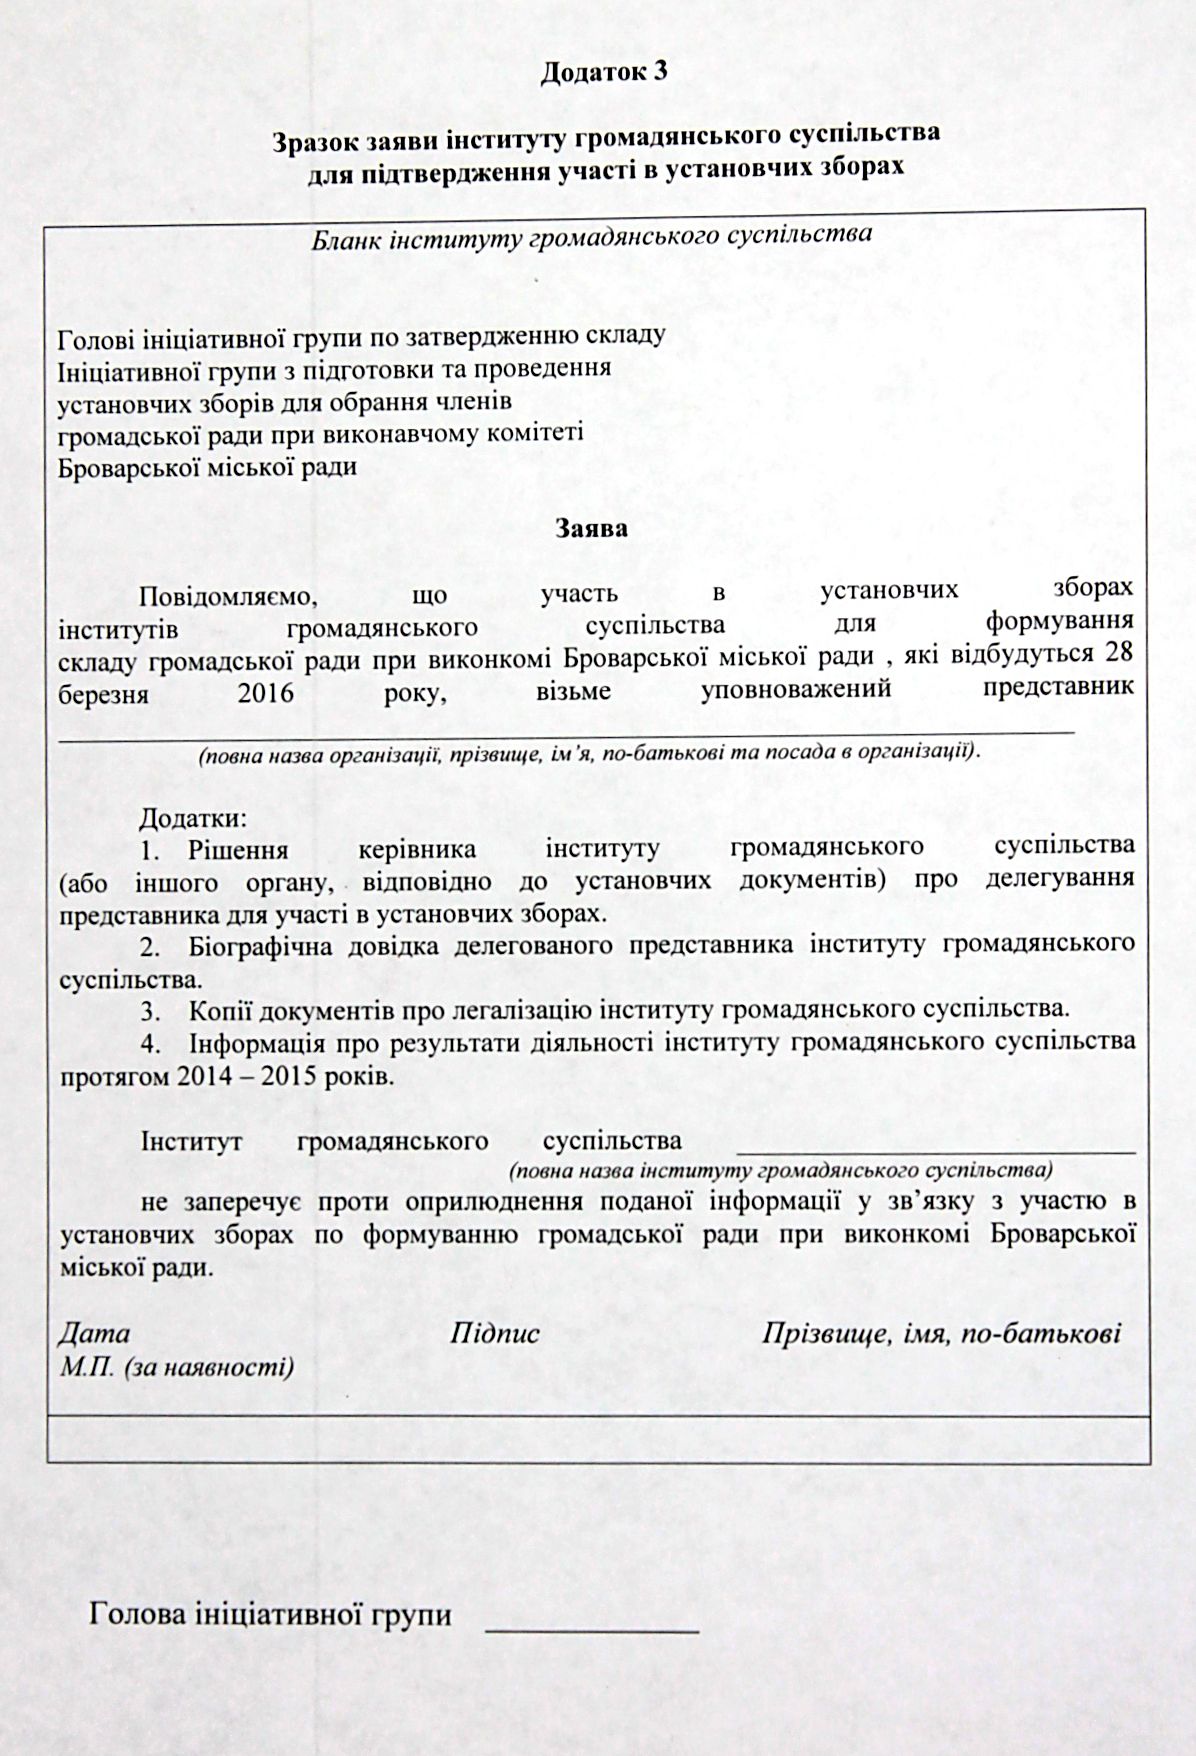 Додаток 3
Зразок заяви інституту громадянського суспільства
для підтвердження участі в установчих зборах
Бланк інституту громадянського суспільства
Голові ініціативної групи по затвердженню складу
Ініціативної групи з підготовки та проведення
установчих зборів для обрання членів
громадської ради при виконавчому комітеті
Броварської міської ради
Заява
Повідомляємо, що участь в установчих зборах
інститутів громадянського суспільства для формування
складу громадської ради при виконкомі Броварської міської ради , які відбудуться 28
березня 2016 року, візьме уповноважений представник
(повна назва організації, прізвище, ім’я, по-батькові та посада в організації).
Додатки:
1. Рішення керівника інституту громадянського суспільства
(або іншого органу, відповідно до установчих документів) про делегування
представника для участі в установчих зборах.
2. Біографічна довідка делегованого представника інституту громадянського
суспільства.
3. Копії документів про легалізацію інституту громадянського суспільства.
4. Інформація про результати діяльності інституту громадянського суспільства
протягом 2014 – 2015 років.
Інститут громадянського суспільства ____________________
(повна назва інституту громадянського суспільства)
не заперечує проти оприлюднення поданої інформації у зв’язку з участю в
установчих зборах по формуванню громадської ради при виконкомі Броварської
міської ради.
Дата Підпис Прізвище, імя, по-батькові
М.П. (за наявності)
Голова ініціативної групи ____________